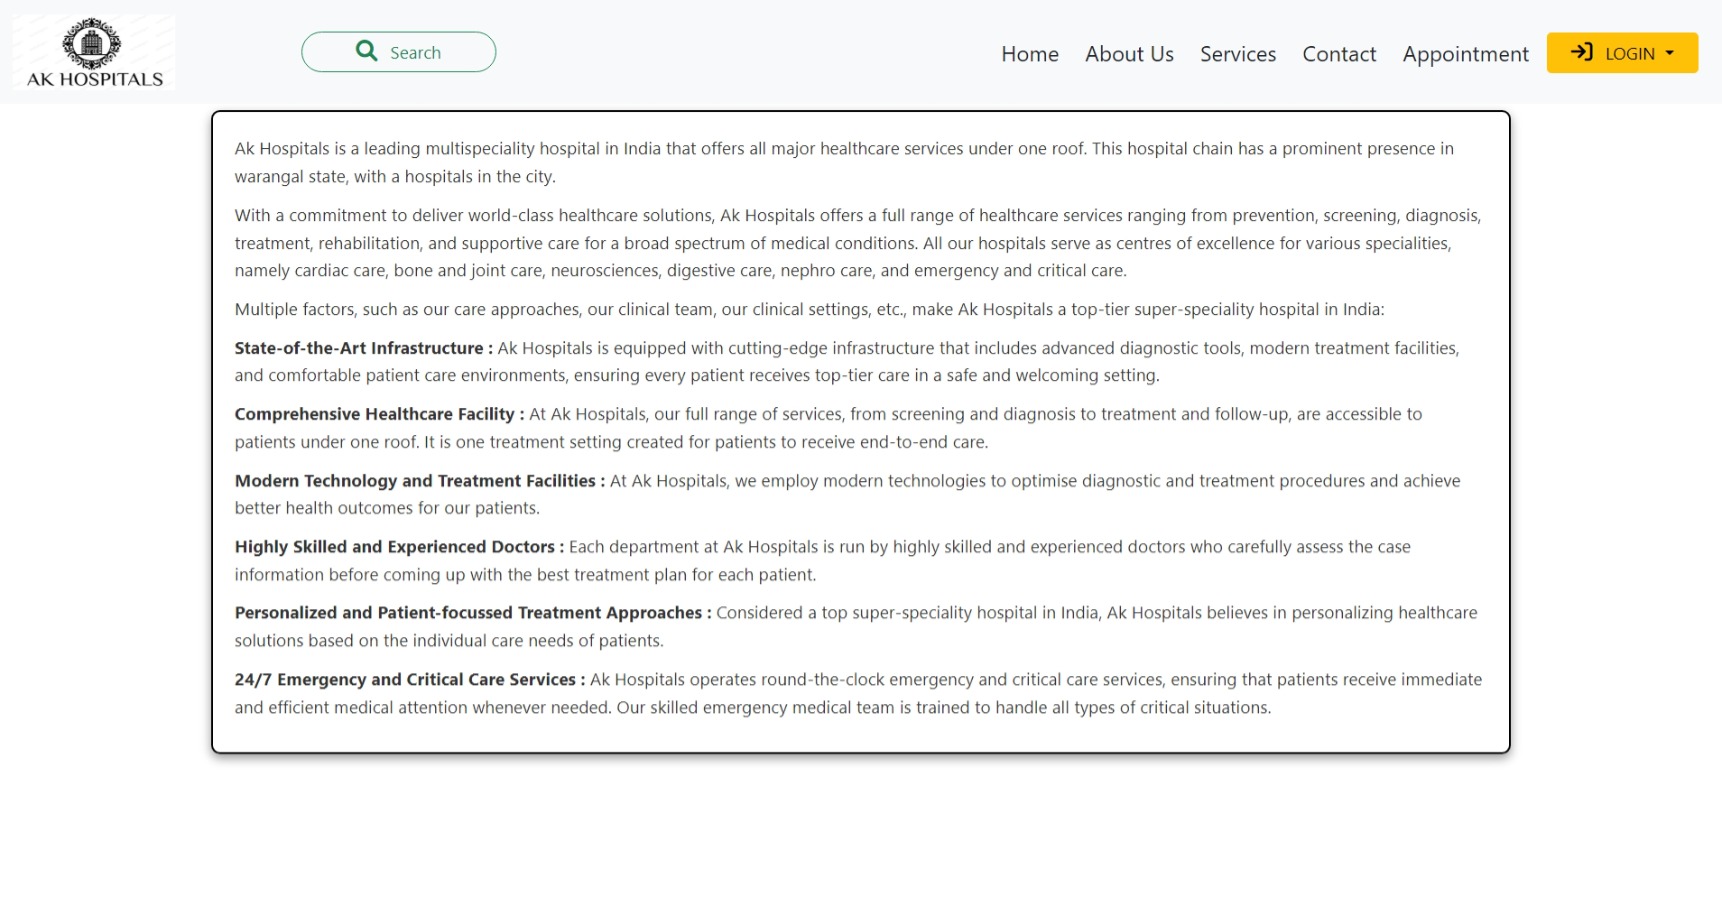 AK HOSPITALS
Search
Home About Us Services Contact Appointment LOGIN
Ak Hospitals is a leading multispeciality hospital in India that offers all major healthcare services under one roof. This hospital chain has a prominent presence in
warangal state, with a hospitals in the city.
With a commitment to deliver world-class healthcare solutions, Ak Hospitals offers a full range of healthcare services ranging from prevention, screening, diagnosis,
treatment, rehabilitation, and supportive care for a broad spectrum of medical conditions. All our hospitals serve as centres of excellence for various specialities,
namely cardiac care, bone and joint care, neurosciences, digestive care, nephro care, and emergency and critical care.
Multiple factors, such as our care approaches, our clinical team, our clinical settings, etc., make Ak Hospitals a top-tier super-speciality hospital in India:
State-of-the-Art Infrastructure : Ak Hospitals is equipped with cutting-edge infrastructure that includes advanced diagnostic tools, modern treatment facilities,
and comfortable patient care environments, ensuring every patient receives top-tier care in a safe and welcoming setting.
Comprehensive Healthcare Facility : At Ak Hospitals, our full range of services, from screening and diagnosis to treatment and follow-up, are accessible to
patients under one roof. It is one treatment setting created for patients to receive end-to-end care.
Modern Technology and Treatment Facilities : At Ak Hospitals, we employ modern technologies to optimise diagnostic and treatment procedures and achieve
better health outcomes for our patients.
Highly Skilled and Experienced Doctors : Each department at Ak Hospitals is run by highly skilled and experienced doctors who carefully assess the case
information before coming up with the best treatment plan for each patient.
Personalized and Patient-focussed Treatment Approaches : Considered a top super-speciality hospital in India, Ak Hospitals believes in personalizing healthcare
solutions based on the individual care needs of patients.
24/7 Emergency and Critical Care Services : Ak Hospitals operates round-the-clock emergency and critical care services, ensuring that patients receive immediate
and efficient medical attention whenever needed. Our skilled emergency medical team is trained to handle all types of critical situations.